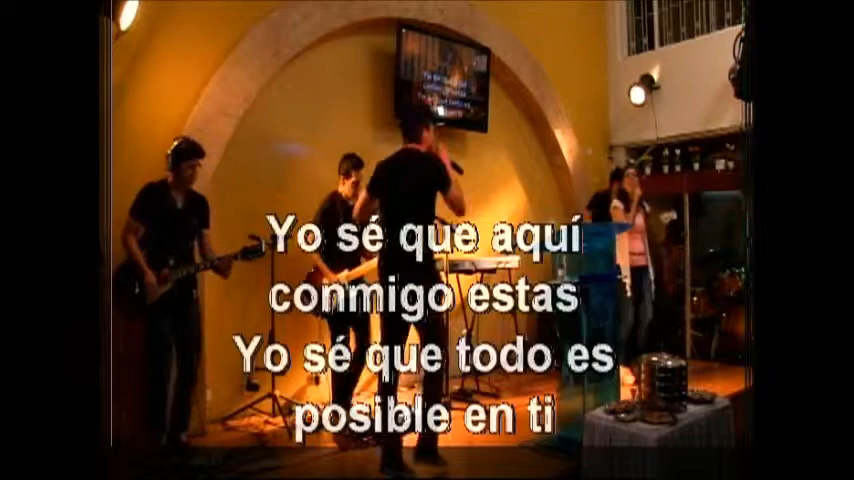 Yo sé que aquí
conmigo estas
Yo sé que todo es
posible en ti